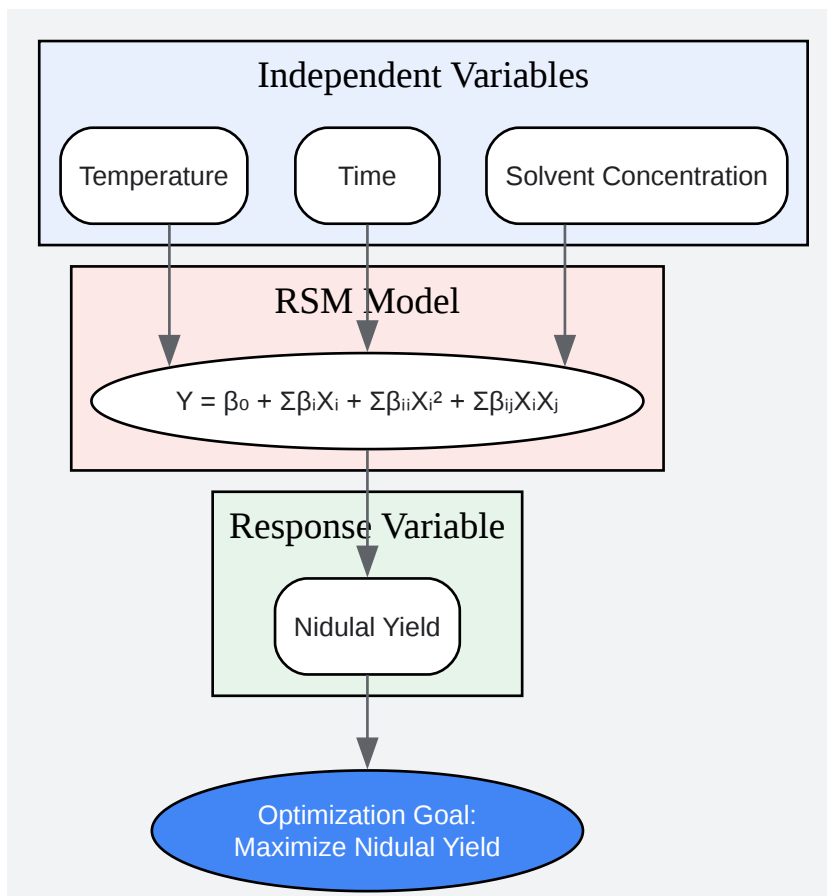 Independent Variables
Temperature
Time
Solvent Concentration
RSM Model
Y = β₀ + ΣβᵢXᵢ + ΣβᵢᵢXᵢ² + ΣβᵢⱼXᵢXⱼ
Response Variable
Nidulal Yield
Optimization Goal:
Maximize Nidulal Yield